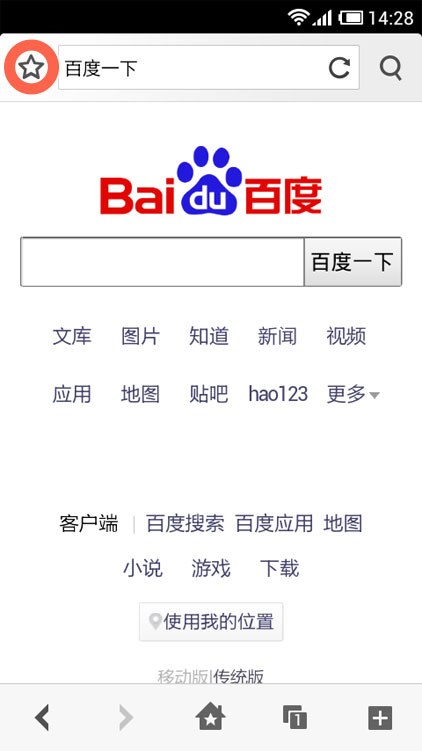 14:28
百度一下
Bai du 百度
百度一下
文库 图片 知道 新闻 视频
应用 地图 贴吧 hao123 更多
客户端 | 百度搜索 百度应用 地图
小说 游戏 下载
使用我的位置
移动版|传统版
1